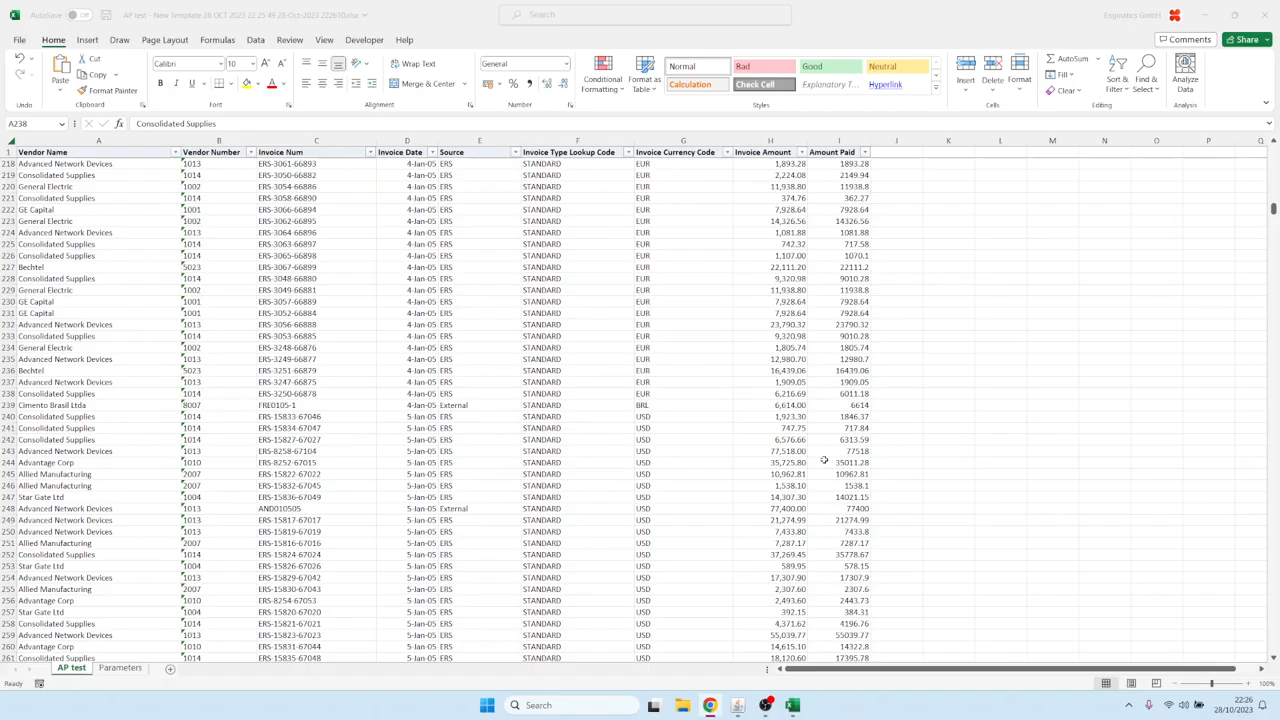 AutoSave Off AP test - New Template 28 OCT 2023 22 25 49 28-Oct-2023 222610.xlsx Search Enginatics GmbH
File Home Insert Draw Page Layout Formulas Data Review View Developer Help Comments Share
Cut Calibri 10 Wrap Text General Normal Bad Good Neutral AutoSum
Copy Fill
Paste Format Painter Merge & Center Conditional Formatting Format as Table Calculation Check Cell Explanatory T... Hyperlink Insert Delete Format Clear Sort & Filter Find & Select Analyze Data
Undo Clipboard Font Alignment Number Styles Cells Editing Analysis
A238 fx Consolidated Supplies
A B C D E F G H I J K L M N O P Q
1 Vendor Name Vendor Number Invoice Num Invoice Date Source Invoice Type Lookup Code Invoice Currency Code Invoice Amount Amount Paid
218 Advanced Network Devices 1013 ERS-3061-66893 4-Jan-05 ERS STANDARD EUR 1,893.28 1893.28
219 Consolidated Supplies 1014 ERS-3050-66882 4-Jan-05 ERS STANDARD EUR 2,224.08 2149.94
220 General Electric 1002 ERS-3054-66886 4-Jan-05 ERS STANDARD EUR 11,938.80 11938.8
221 Consolidated Supplies 1014 ERS-3058-66890 4-Jan-05 ERS STANDARD EUR 374.76 362.27
222 GE Capital 1001 ERS-3066-66894 4-Jan-05 ERS STANDARD EUR 7,928.64 7928.64
223 General Electric 1002 ERS-3062-66895 4-Jan-05 ERS STANDARD EUR 14,326.56 14326.56
224 Advanced Network Devices 1013 ERS-3064-66896 4-Jan-05 ERS STANDARD EUR 1,081.88 1081.88
225 Consolidated Supplies 1014 ERS-3063-66897 4-Jan-05 ERS STANDARD EUR 742.32 717.58
226 Consolidated Supplies 1014 ERS-3065-66898 4-Jan-05 ERS STANDARD EUR 1,107.00 1070.1
227 Bechtel 5023 ERS-3067-66899 4-Jan-05 ERS STANDARD EUR 22,111.20 22111.2
228 Consolidated Supplies 1014 ERS-3048-66880 4-Jan-05 ERS STANDARD EUR 9,320.98 9010.28
229 General Electric 1002 ERS-3049-66881 4-Jan-05 ERS STANDARD EUR 11,938.80 11938.8
230 GE Capital 1001 ERS-3057-66889 4-Jan-05 ERS STANDARD EUR 7,928.64 7928.64
231 GE Capital 1001 ERS-3052-66884 4-Jan-05 ERS STANDARD EUR 7,928.64 7928.64
232 Advanced Network Devices 1013 ERS-3056-66888 4-Jan-05 ERS STANDARD EUR 23,790.32 23790.32
233 Consolidated Supplies 1014 ERS-3053-66885 4-Jan-05 ERS STANDARD EUR 9,320.98 9010.28
234 General Electric 1002 ERS-3248-66876 4-Jan-05 ERS STANDARD EUR 1,805.74 1805.74
235 Advanced Network Devices 1013 ERS-3249-66877 4-Jan-05 ERS STANDARD EUR 12,980.70 12980.7
236 Bechtel 5023 ERS-3251-66879 4-Jan-05 ERS STANDARD EUR 16,439.06 16439.06
237 Advanced Network Devices 1013 ERS-3247-66875 4-Jan-05 ERS STANDARD EUR 1,909.05 1909.05
238 Consolidated Supplies 1014 ERS-3250-66878 4-Jan-05 ERS STANDARD EUR 6,216.69 6011.18
239 Cimento Brasil Ltda 8007 FRE0105-1 4-Jan-05 External STANDARD BRL 6,614.00 6614
240 Consolidated Supplies 1014 ERS-15833-67046 5-Jan-05 ERS STANDARD USD 1,923.30 1846.37
241 Consolidated Supplies 1014 ERS-15834-67047 5-Jan-05 ERS STANDARD USD 747.75 717.84
242 Consolidated Supplies 1014 ERS-15827-67027 5-Jan-05 ERS STANDARD USD 6,576.66 6313.59
243 Advanced Network Devices 1013 ERS-8258-67104 5-Jan-05 ERS STANDARD USD 77,518.00 77518
244 Advantage Corp 1010 ERS-8252-67015 5-Jan-05 ERS STANDARD USD 35,725.80 35011.28
245 Allied Manufacturing 2007 ERS-15822-67022 5-Jan-05 ERS STANDARD USD 10,962.81 10962.81
246 Allied Manufacturing 2007 ERS-15832-67045 5-Jan-05 ERS STANDARD USD 1,538.10 1538.1
247 Star Gate Ltd 1004 ERS-15836-67049 5-Jan-05 ERS STANDARD USD 14,307.30 14021.15
248 Advanced Network Devices 1013 AND010505 5-Jan-05 External STANDARD USD 77,400.00 77400
249 Advanced Network Devices 1013 ERS-15817-67017 5-Jan-05 ERS STANDARD USD 21,274.99 21274.99
250 Advanced Network Devices 1013 ERS-15819-67019 5-Jan-05 ERS STANDARD USD 7,433.80 7433.8
251 Allied Manufacturing 2007 ERS-15816-67016 5-Jan-05 ERS STANDARD USD 7,287.17 7287.17
252 Consolidated Supplies 1014 ERS-15824-67024 5-Jan-05 ERS STANDARD USD 37,269.45 35778.67
253 Star Gate Ltd 1004 ERS-15826-67026 5-Jan-05 ERS STANDARD USD 589.95 578.15
254 Advanced Network Devices 1013 ERS-15829-67042 5-Jan-05 ERS STANDARD USD 17,307.90 17307.9
255 Allied Manufacturing 2007 ERS-15830-67043 5-Jan-05 ERS STANDARD USD 2,307.60 2307.6
256 Advantage Corp 1010 ERS-8254-67053 5-Jan-05 ERS STANDARD USD 2,493.60 2443.73
257 Star Gate Ltd 1004 ERS-15820-67020 5-Jan-05 ERS STANDARD USD 392.15 384.31
258 Consolidated Supplies 1014 ERS-15821-67021 5-Jan-05 ERS STANDARD USD 4,371.62 4196.76
259 Advanced Network Devices 1013 ERS-15823-67023 5-Jan-05 ERS STANDARD USD 55,039.77 55039.77
260 Advantage Corp 1010 ERS-15831-67044 5-Jan-05 ERS STANDARD USD 14,615.10 14322.8
261 Consolidated Supplies 1014 ERS-15835-67048 5-Jan-05 ERS STANDARD USD 18,120.60 17395.78
AP test Parameters
Ready 100%
Search 22:26
28/10/2023